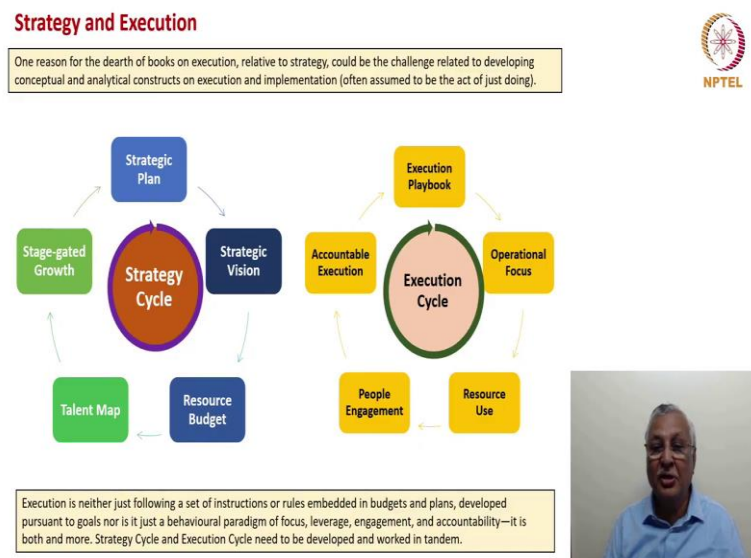 Strategy and Execution
One reason for the dearth of books on execution, relative to strategy, could be the challenge related to developing
conceptual and analytical constructs on execution and implementation (often assumed to be the act of just doing).
NPTEL
Strategic
Plan
Strategic
Vision
Resource
Budget
Talent Map
Stage-gated
Growth
Strategy
Cycle
Execution
Playbook
Operational
Focus
Resource
Use
People
Engagement
Accountable
Execution
Execution
Cycle
Execution is neither just following a set of instructions or rules embedded in budgets and plans, developed
pursuant to goals nor is it just a behavioural paradigm of focus, leverage, engagement, and accountability—it is
both and more. Strategy Cycle and Execution Cycle need to be developed and worked in tandem.